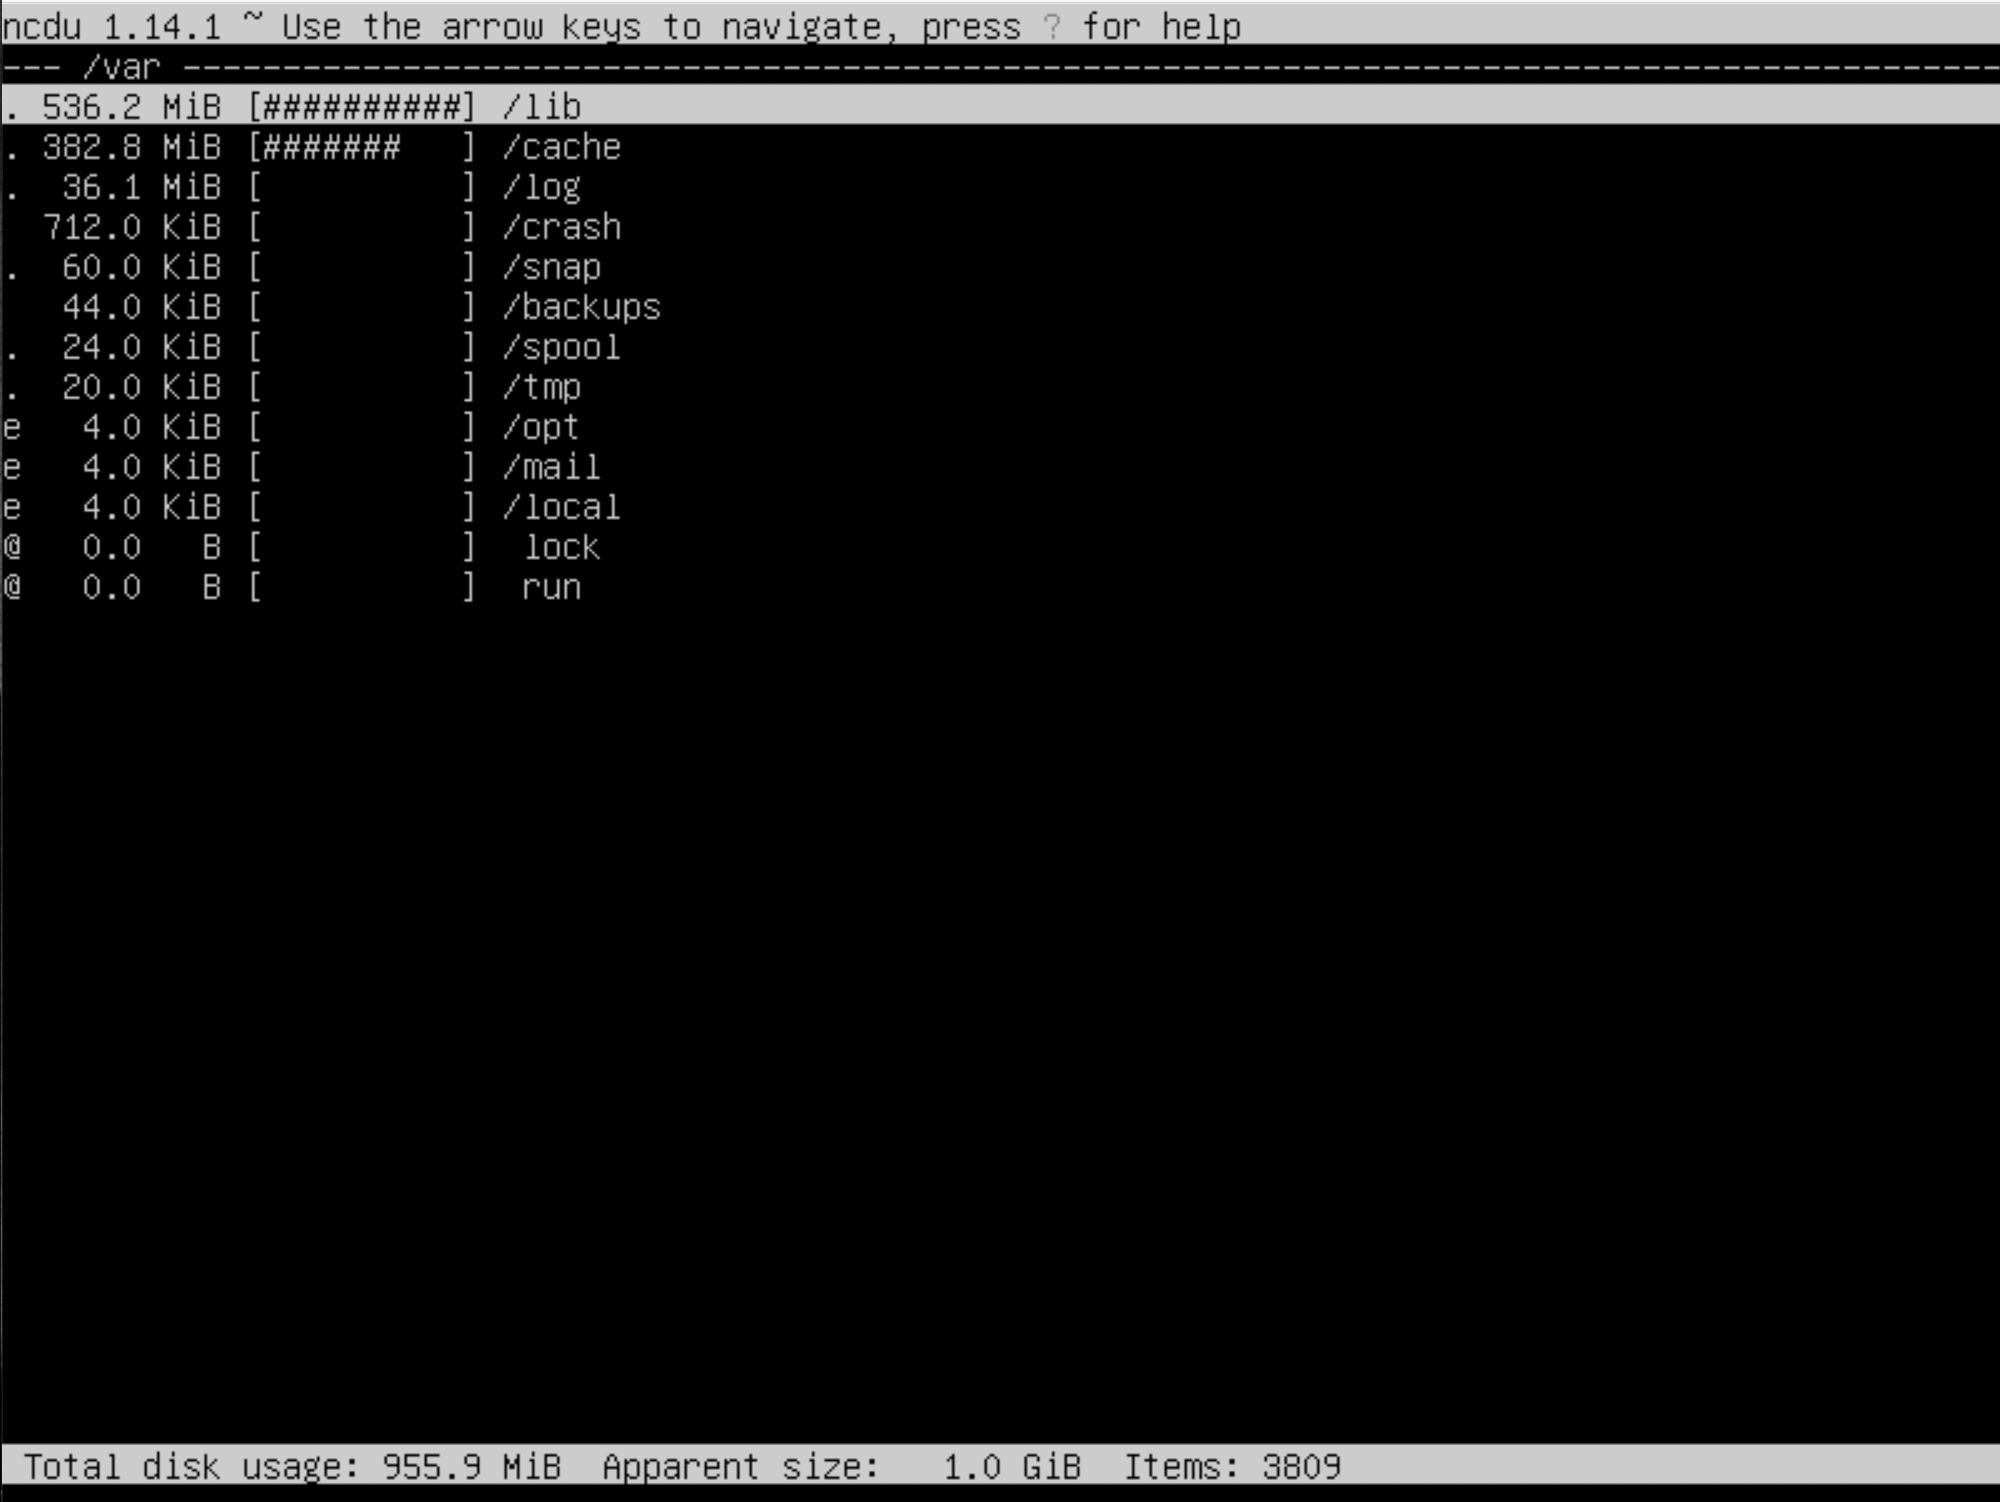 ncdu 1.14.1 ~ Use the arrow keys to navigate, press ? for help
--- /var ----------------------------------------------------------------------------------------------
. 536.2 MiB [##########] /lib
. 382.8 MiB [#######   ] /cache
.  36.1 MiB [          ] /log
  712.0 KiB [          ] /crash
.  60.0 KiB [          ] /snap
   44.0 KiB [          ] /backups
.  24.0 KiB [          ] /spool
.  20.0 KiB [          ] /tmp
e   4.0 KiB [          ] /opt
e   4.0 KiB [          ] /mail
e   4.0 KiB [          ] /local
@   0.0   B [          ]  lock
@   0.0   B [          ]  run
Total disk usage: 955.9 MiB  Apparent size:   1.0 GiB  Items: 3809